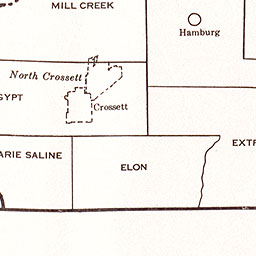 MILL CREEK
Hamburg
North Crossett
GYPT
Crossett
ARIE SALINE
ELON
EXTR